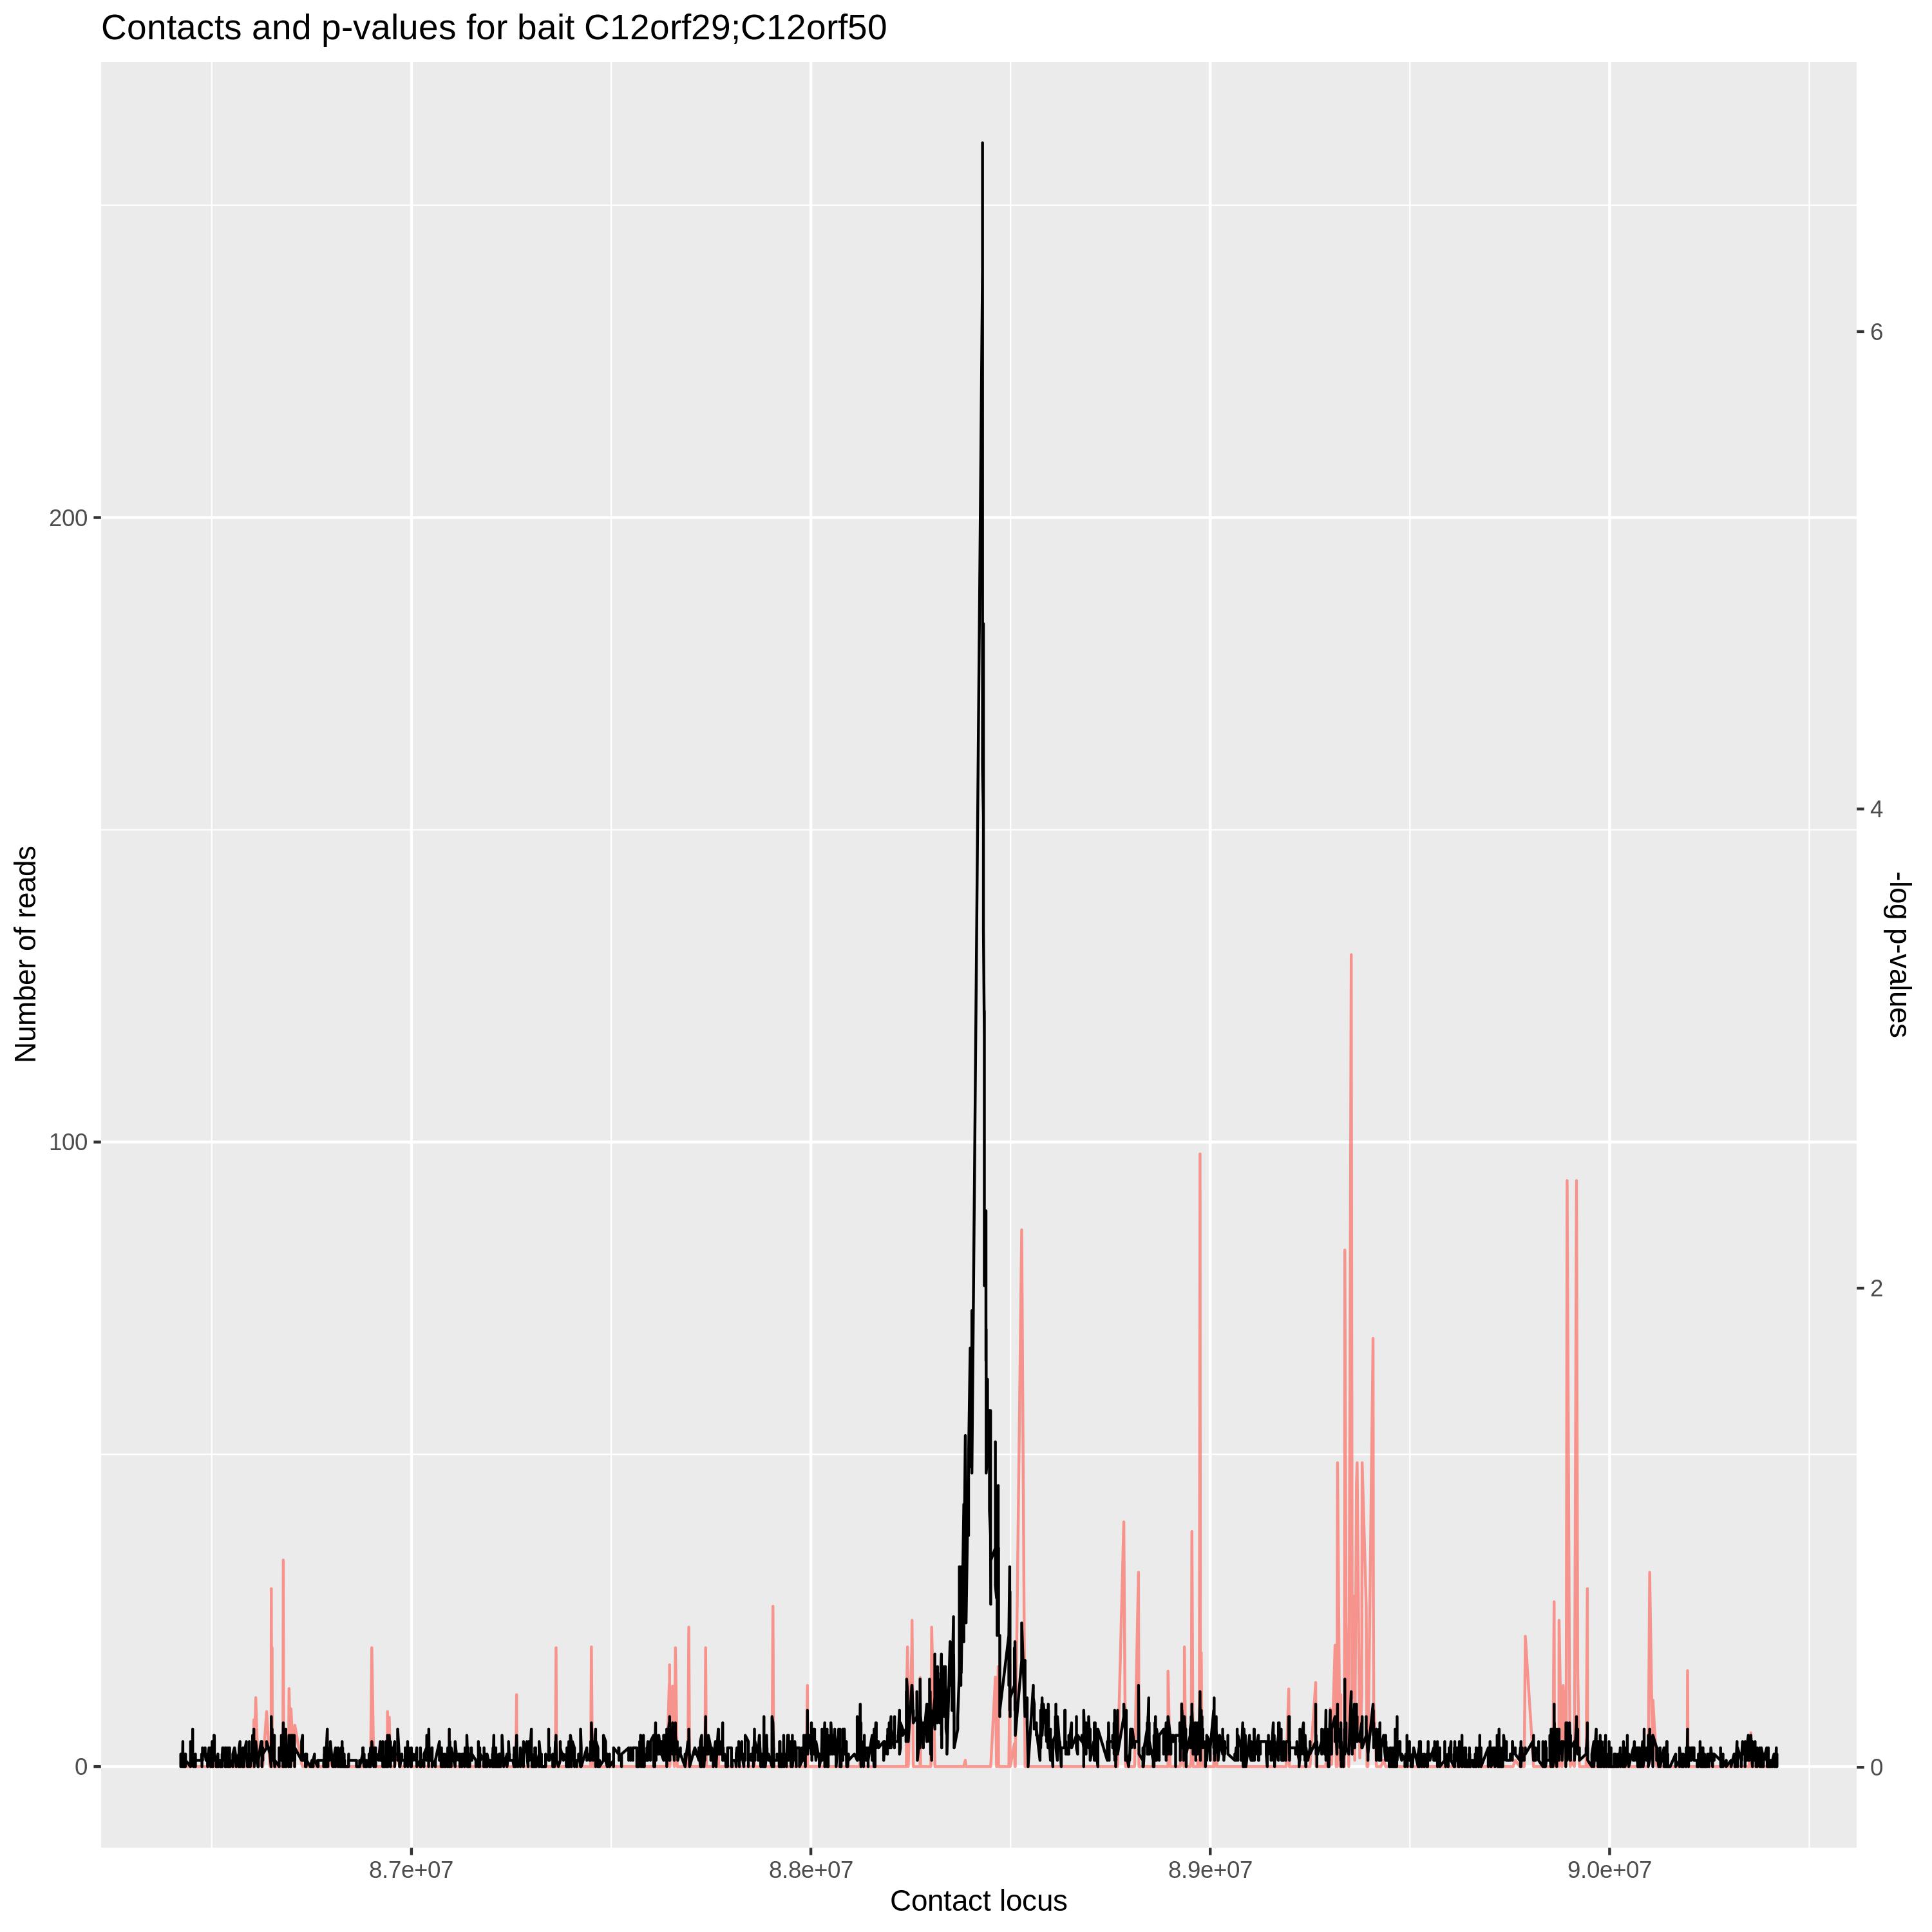 Contacts and p-values for bait C12orf29;C12orf50
Number of reads
200
100
0
6
4
2
0
-log p-values
8.7e+07
8.8e+07
8.9e+07
9.0e+07
Contact locus